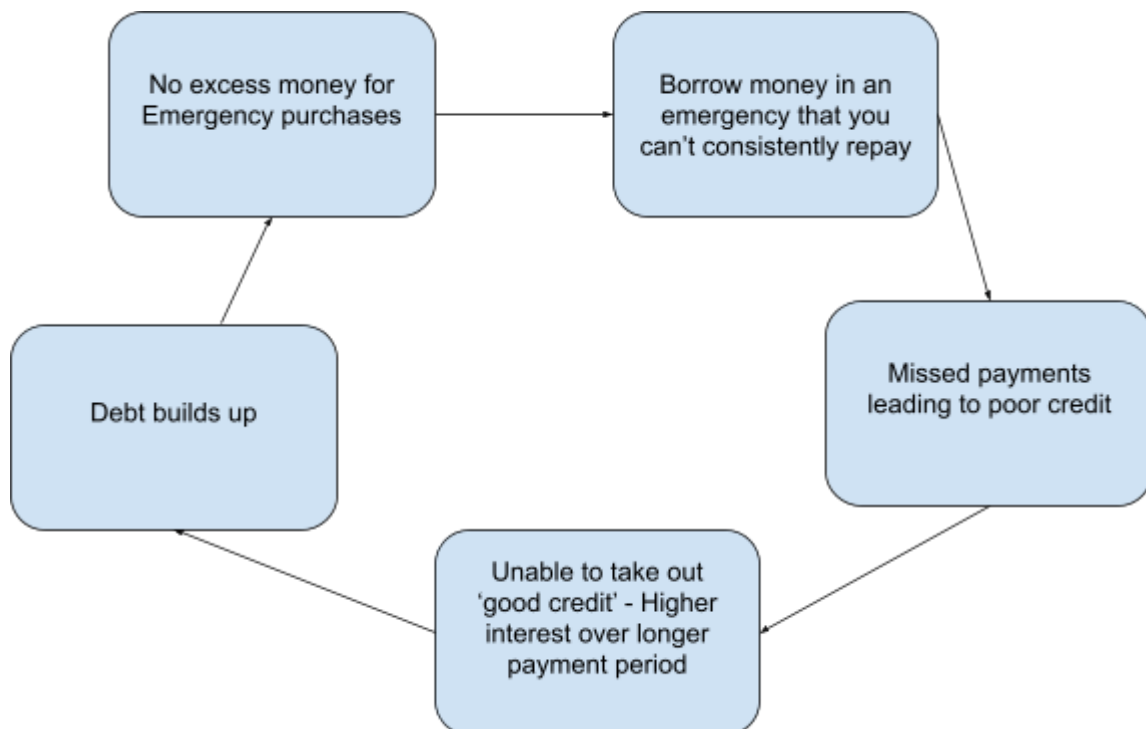 No excess money for
Emergency purchases
Borrow money in an
emergency that you
can't consistently repay
Missed payments
leading to poor credit
Unable to take out
‘good credit’ - Higher
interest over longer
payment period
Debt builds up